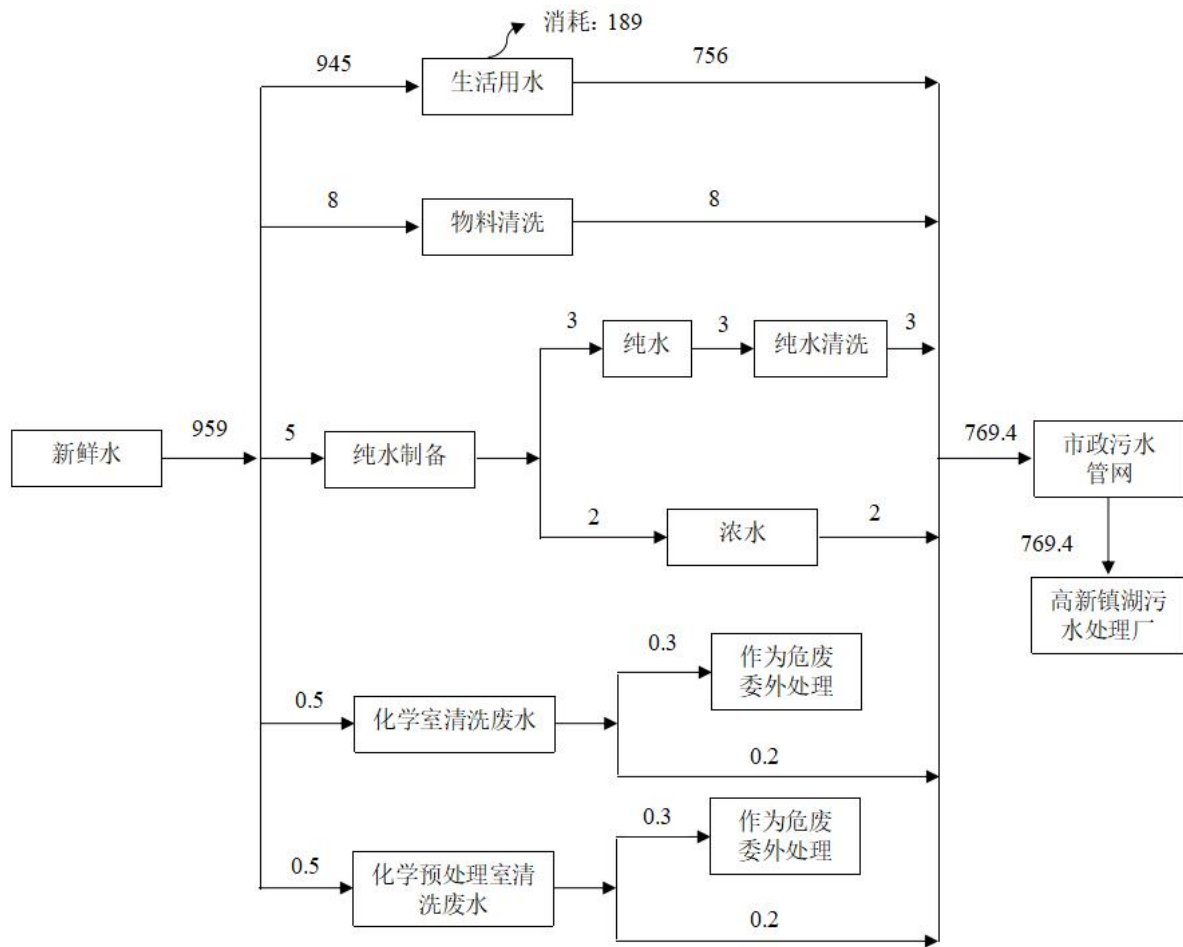 消耗: 189
945
生活用水
756
8
物料清洗
8
3
纯水
3
纯水清洗
3
新鲜水
959
5
纯水制备
769.4
市政污水
管网
2
浓水
2
769.4
高新镇湖污
水处理厂
0.3
作为危废
委外处理
0.5
化学室清洗废水
0.2
0.3
作为危废
委外处理
0.5
化学预处理室清
洗废水
0.2